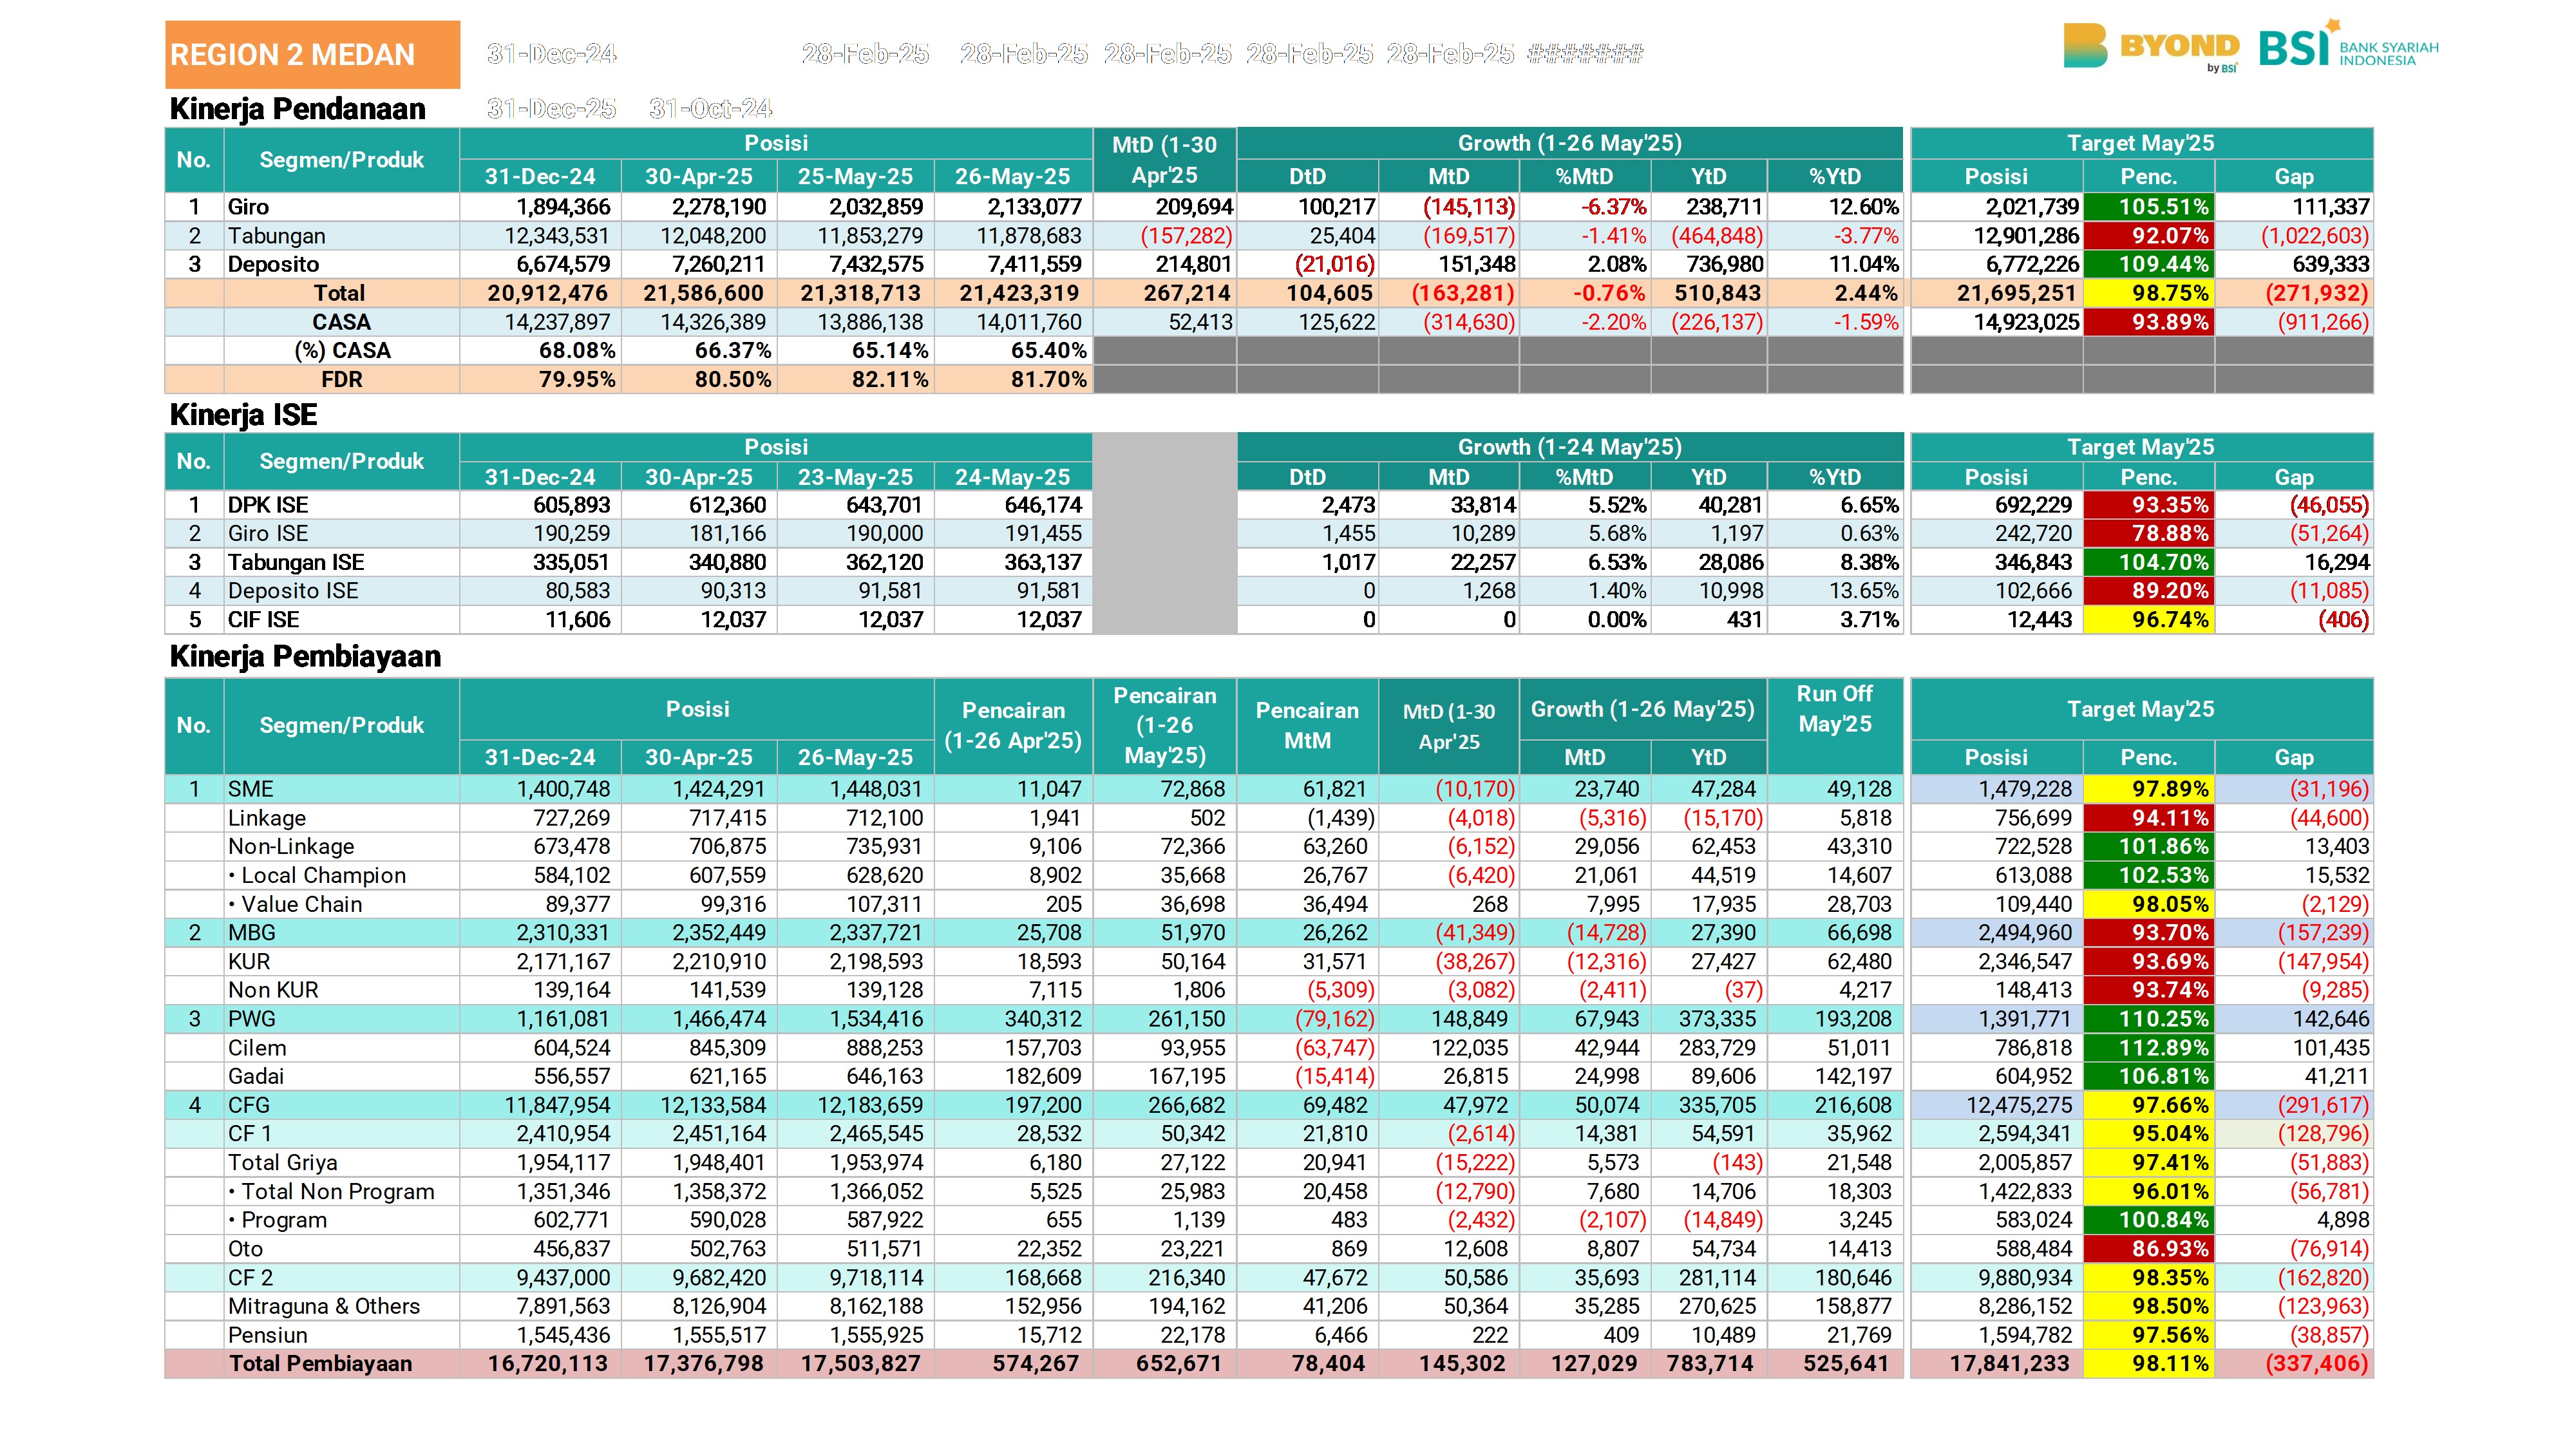 REGION 2 MEDAN 31-Dec-24 28-Feb-25 28-Feb-25 28-Feb-25 28-Feb-25 28-Feb-25 #######
BYOND by BSI BSI BANK SYARIAH INDONESIA
Kinerja Pendanaan 31-Dec-25 31-Oct-24
No. Segmen/Produk Posisi MtD (1-30 Apr'25 Growth (1-26 May'25) Target May'25
31-Dec-24 30-Apr-25 25-May-25 26-May-25 DtD MtD %MtD YtD %YtD Posisi Penc. Gap
1 Giro 1,894,366 2,278,190 2,032,859 2,133,077 209,694 100,217 (145,113) -6.37% 238,711 12.60% 2,021,739 105.51% 111,337
2 Tabungan 12,343,531 12,048,200 11,853,279 11,878,683 (157,282) 25,404 (169,517) -1.41% (464,848) -3.77% 12,901,286 92.07% (1,022,603)
3 Deposito 6,674,579 7,260,211 7,432,575 7,411,559 214,801 (21,016) 151,348 2.08% 736,980 11.04% 6,772,226 109.44% 639,333
Total 20,912,476 21,586,600 21,318,713 21,423,319 267,214 104,605 (163,281) -0.76% 510,843 2.44% 21,695,251 98.75% (271,932)
CASA 14,237,897 14,326,389 13,886,138 14,011,760 52,413 125,622 (314,630) -2.20% (226,137) -1.59% 14,923,025 93.89% (911,266)
(%) CASA 68.08% 66.37% 65.14% 65.40%
FDR 79.95% 80.50% 82.11% 81.70%
Kinerja ISE
No. Segmen/Produk Posisi Growth (1-24 May'25) Target May'25
31-Dec-24 30-Apr-25 23-May-25 24-May-25 DtD MtD %MtD YtD %YtD Posisi Penc. Gap
1 DPK ISE 605,893 612,360 643,701 646,174 2,473 33,814 5.52% 40,281 6.65% 692,229 93.35% (46,055)
2 Giro ISE 190,259 181,166 190,000 191,455 1,455 10,289 5.68% 1,197 0.63% 242,720 78.88% (51,264)
3 Tabungan ISE 335,051 340,880 362,120 363,137 1,017 22,257 6.53% 28,086 8.38% 346,843 104.70% 16,294
4 Deposito ISE 80,583 90,313 91,581 91,581 0 1,268 1.40% 10,998 13.65% 102,666 89.20% (11,085)
5 CIF ISE 11,606 12,037 12,037 12,037 0 0 0.00% 431 3.71% 12,443 96.74% (406)
Kinerja Pembiayaan
No. Segmen/Produk Posisi Pencairan (1-26 Apr'25) Pencairan (1-26 May'25) Pencairan MtM MtD (1-30 Apr'25 Growth (1-26 May'25) Run Off May'25 Target May'25
31-Dec-24 30-Apr-25 26-May-25 MtD YtD Posisi Penc. Gap
1 SME 1,400,748 1,424,291 1,448,031 11,047 72,868 61,821 (10,170) 23,740 47,284 49,128 1,479,228 97.89% (31,196)
Linkage 727,269 717,415 712,100 1,941 502 (1,439) (4,018) (5,316) (15,170) 5,818 756,699 94.11% (44,600)
Non-Linkage 673,478 706,875 735,931 9,106 72,366 63,260 (6,152) 29,056 62,453 43,310 722,528 101.86% 13,403
• Local Champion 584,102 607,559 628,620 8,902 35,668 26,767 (6,420) 21,061 44,519 14,607 613,088 102.53% 15,532
• Value Chain 89,377 99,316 107,311 205 36,698 36,494 268 7,995 17,935 28,703 109,440 98.05% (2,129)
2 MBG 2,310,331 2,352,449 2,337,721 25,708 51,970 26,262 (41,349) (14,728) 27,390 66,698 2,494,960 93.70% (157,239)
KUR 2,171,167 2,210,910 2,198,593 18,593 50,164 31,571 (38,267) (12,316) 27,427 62,480 2,346,547 93.69% (147,954)
Non KUR 139,164 141,539 139,128 7,115 1,806 (5,309) (3,082) (2,411) (37) 4,217 148,413 93.74% (9,285)
3 PWG 1,161,081 1,466,474 1,534,416 340,312 261,150 (79,162) 148,849 67,943 373,335 193,208 1,391,771 110.25% 142,646
Cilem 604,524 845,309 888,253 157,703 93,955 (63,747) 122,035 42,944 283,729 51,011 786,818 112.89% 101,435
Gadai 556,557 621,165 646,163 182,609 167,195 (15,414) 26,815 24,998 89,606 142,197 604,952 106.81% 41,211
4 CFG 11,847,954 12,133,584 12,183,659 197,200 266,682 69,482 47,972 50,074 335,705 216,608 12,475,275 97.66% (291,617)
CF 1 2,410,954 2,451,164 2,465,545 28,532 50,342 21,810 (2,614) 14,381 54,591 35,962 2,594,341 95.04% (128,796)
Total Griya 1,954,117 1,948,401 1,953,974 6,180 27,122 20,941 (15,222) 5,573 (143) 21,548 2,005,857 97.41% (51,883)
• Total Non Program 1,351,346 1,358,372 1,366,052 5,525 25,983 20,458 (12,790) 7,680 14,706 18,303 1,422,833 96.01% (56,781)
• Program 602,771 590,028 587,922 655 1,139 483 (2,432) (2,107) (14,849) 3,245 583,024 100.84% 4,898
Oto 456,837 502,763 511,571 22,352 23,221 869 12,608 8,807 54,734 14,413 588,484 86.93% (76,914)
CF 2 9,437,000 9,682,420 9,718,114 168,668 216,340 47,672 50,586 35,693 281,114 180,646 9,880,934 98.35% (162,820)
Mitraguna & Others 7,891,563 8,126,904 8,162,188 152,956 194,162 41,206 50,364 35,285 270,625 158,877 8,286,152 98.50% (123,963)
Pensiun 1,545,436 1,555,517 1,555,925 15,712 22,178 6,466 222 409 10,489 21,769 1,594,782 97.56% (38,857)
Total Pembiayaan 16,720,113 17,376,798 17,503,827 574,267 652,671 78,404 145,302 127,029 783,714 525,641 17,841,233 98.11% (337,406)